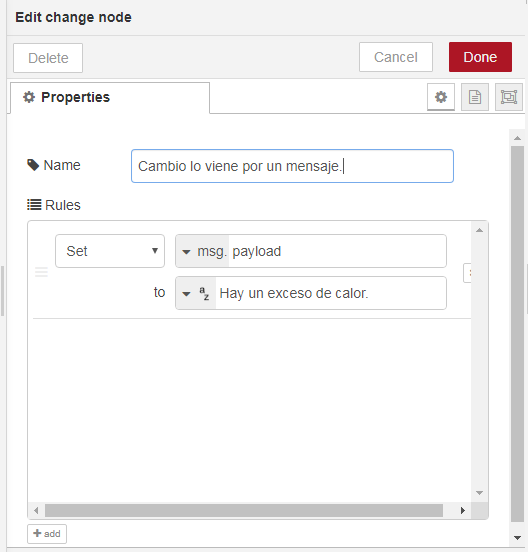 Edit change node
Delete Cancel Done
Properties
Name Cambio lo viene por un mensaje.
Rules
Set msg. payload
to az Hay un exceso de calor.
add